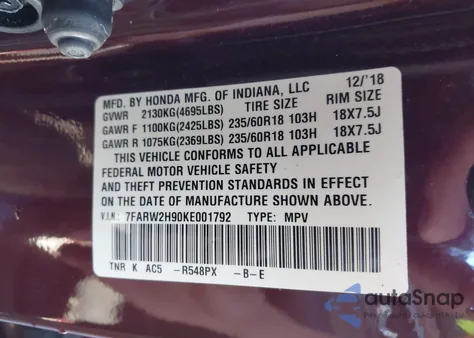 MFD. BY HONDA MFG. OF INDIANA, LLC 12/'18
GVWR 2130KG(4695LBS) TIRE SIZE RIM SIZE
GAWR F 1100KG(2425LBS) 235/60R18 103H 18X7.5J
GAWR R 1075KG(2369LBS) 235/60R18 103H 18X7.5J
THIS VEHICLE CONFORMS TO ALL APPLICABLE
FEDERAL MOTOR VEHICLE SAFETY
AND THEFT PREVENTION STANDARDS IN EFFECT
ON THE DATE OF MANUFACTURE SHOWN ABOVE.
V.I.N.: 7FARW2H90KE001792 TYPE: MPV
TNR K AC5 -R548PX -B-E
autoSnap